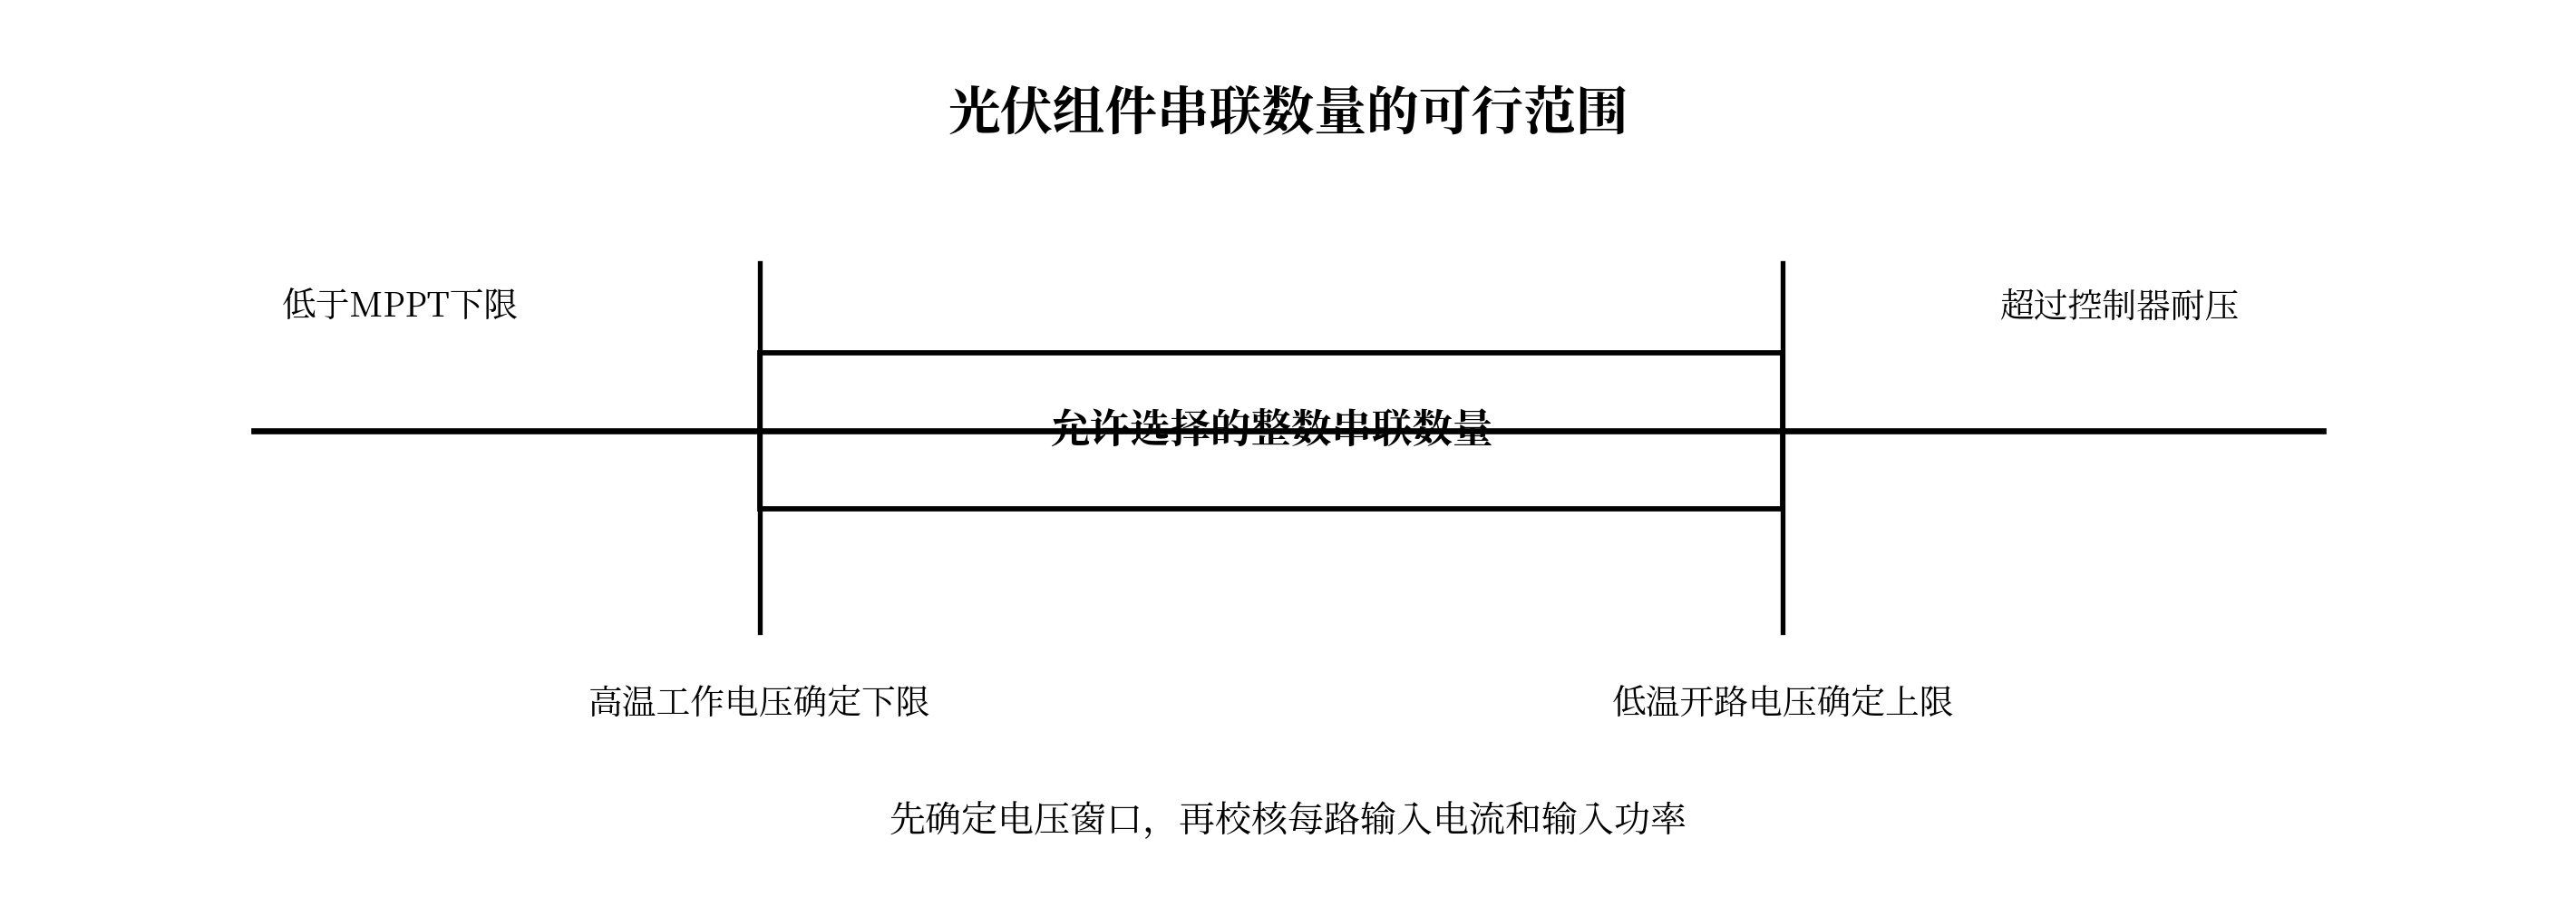 光伏组件串联数量的可行范围
低于MPPT下限
超过控制器耐压
允许选择的整数串联数量
高温工作电压确定下限
低温开路电压确定上限
先确定电压窗口，再校核每路输入电流和输入功率